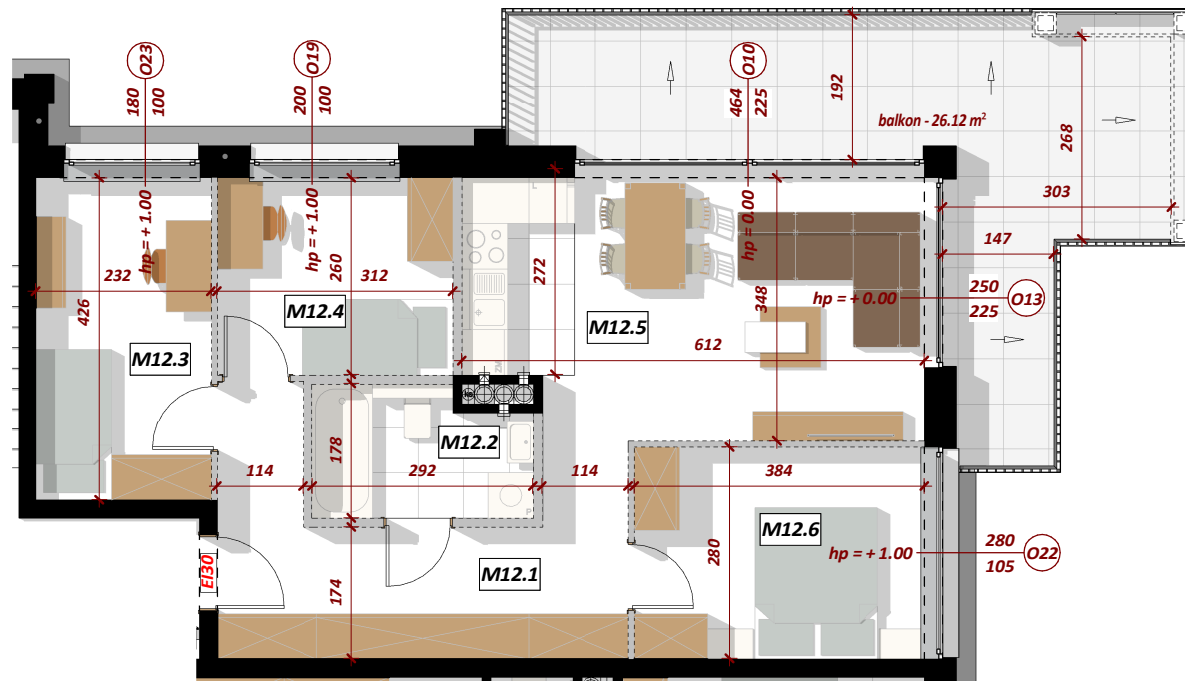 O23
180
100
O19
200
100
O10
464
225
192
balkon - 26.12 m²
268
303
147
hp = + 1.00
hp = + 1.00
hp = 0.00
232
426
260
312
M12.4
M12.3
272
M12.5
348
612
hp = + 0.00
250
225
O13
M12.2
178
292
114
114
384
M12.6
280
hp = + 1.00
280
105
O22
EI30
174
M12.1